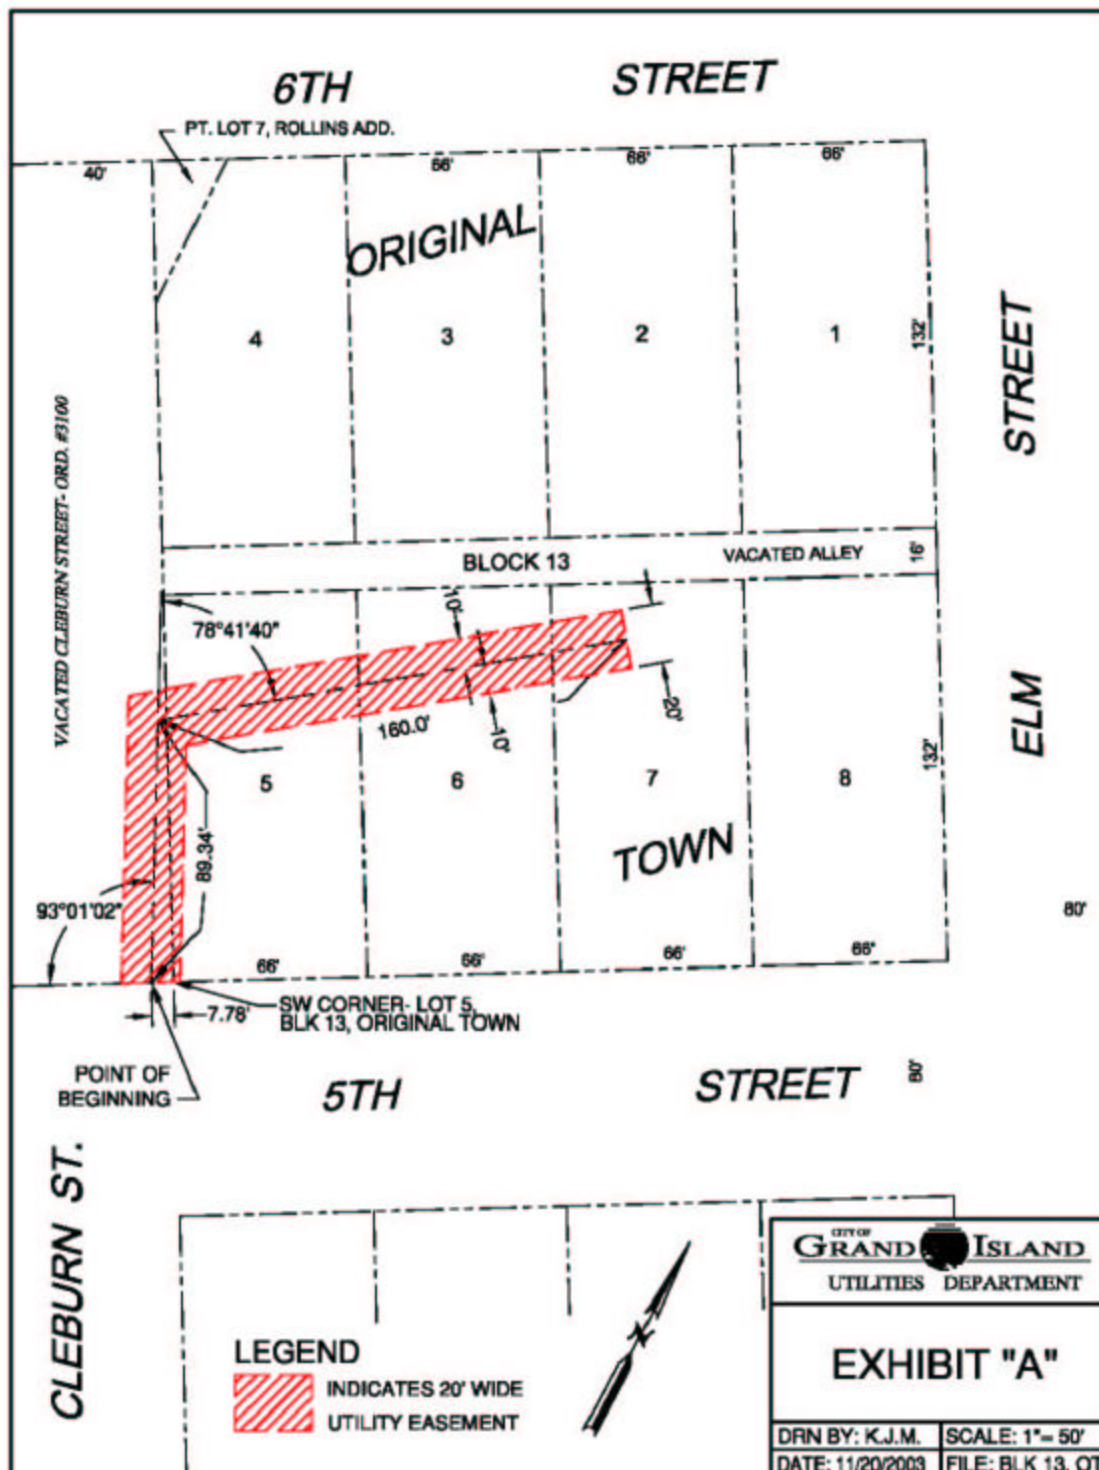 6TH STREET
PT. LOT 7, ROLLINS ADD.
40'
66'
66'
66'
ORIGINAL
4
3
2
1
132'
STREET
VACATED CLEBURN STREET- ORD. #3100
BLOCK 13
VACATED ALLEY
16'
10'
78°41'40"
20'
160.0'
10'
5
6
7
8
132'
ELM
TOWN
89.34'
93°01'02"
80'
66'
66'
66'
66'
7.78'
SW CORNER- LOT 5,
BLK 13, ORIGINAL TOWN
POINT OF
BEGINNING
5TH STREET
80'
CLEBURN ST.
N
CITY OF
GRAND ISLAND
UTILITIES DEPARTMENT
LEGEND
INDICATES 20' WIDE
UTILITY EASEMENT
EXHIBIT "A"
DRN BY: K.J.M.
SCALE: 1"= 50'
DATE: 11/20/2003
FILE: BLK 13, OT